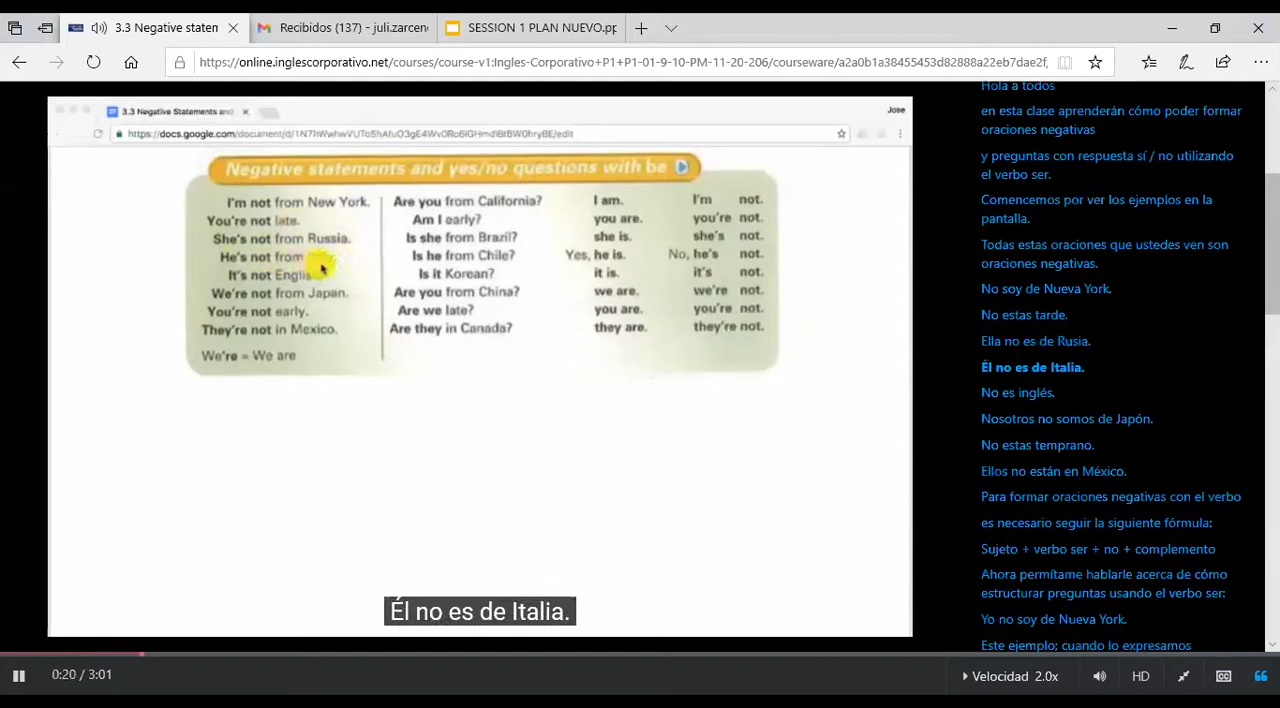 3.3 Negative statem
Recibidos (137) - juli.zarcen
SESSION 1 PLAN NUEVO.pp
https://online.inglescorporativo.net/courses/course-v1:Ingles-Corporativo+P1+P1-01-9-10-PM-11-20-206/courseware/a2a0b1a38455453d82888a22eb7dae2f,
3.3 Negative Statements and
Jose
Negative statements and yes/no questions with be
I'm not from New York.
You're not late.
She's not from Russia.
He's not from
It's not Englis
We're not from Japan.
You're not early.
They're not in Mexico.
We're = We are
Are you from California?
Am I early?
Is she from Brazil?
Is he from Chile?
Is it Korean?
Are you from China?
Are we late?
Are they in Canada?
I am.
you are.
she is.
Yes, he is.
it is.
we are.
you are.
they are.
I'm not.
you're not.
she's not.
No, he's not.
it's not.
we're not.
you're not.
they're not.
Él no es de Italia.
Hola a todos
en esta clase aprenderán cómo poder formar
oraciones negativas
y preguntas con respuesta sí / no utilizando
el verbo ser.
Comencemos por ver los ejemplos en la
pantalla.
Todas estas oraciones que ustedes ven son
oraciones negativas.
No soy de Nueva York.
No estas tarde.
Ella no es de Rusia.
Él no es de Italia.
No es inglés.
Nosotros no somos de Japón.
No estas temprano.
Ellos no están en México.
Para formar oraciones negativas con el verbo
es necesario seguir la siguiente fórmula:
Sujeto + verbo ser + no + complemento
Ahora permítame hablarle acerca de cómo
estructurar preguntas usando el verbo ser:
Yo no soy de Nueva York.
Este ejemplo; cuando lo expresamos
0:20 / 3:01
Velocidad 2.0x
HD
CC